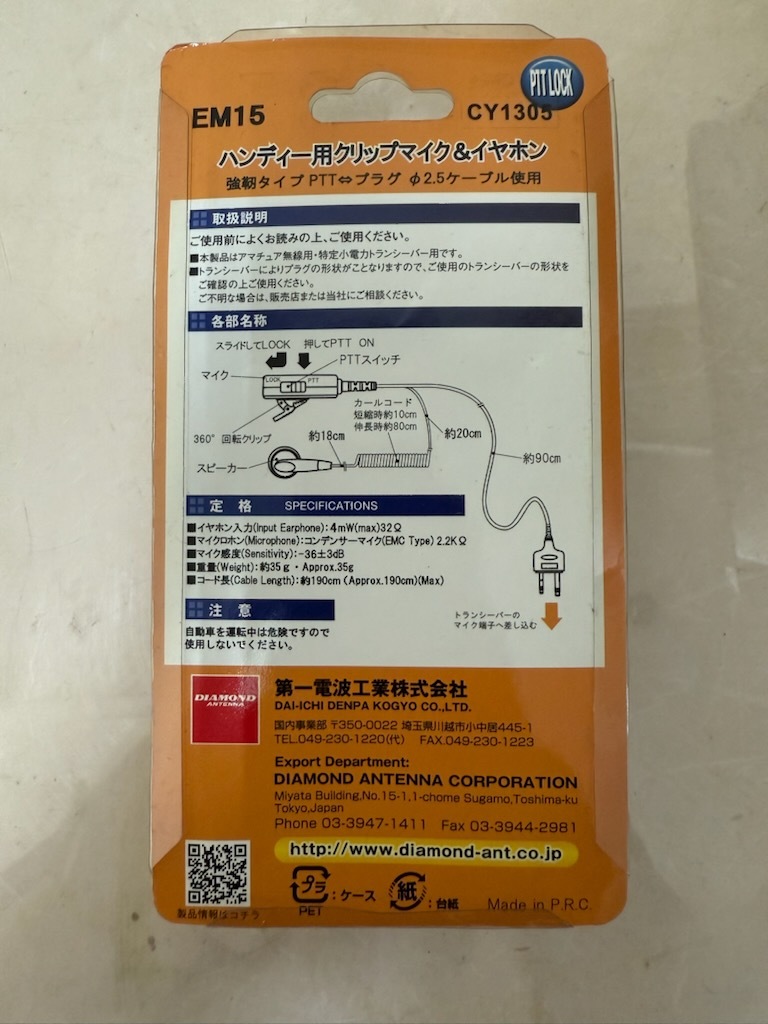 PTT LOCK
EM15
CY1305
ハンディー用クリップマイク&イヤホン
強靭タイプ PTT⇔プラグ φ2.5ケーブル使用
取扱説明
ご使用前によくお読みの上、ご使用ください。
■本製品はアマチュア無線用・特定小電力トランシーバー用です。
■トランシーバーによりプラグの形状がことなりますので、ご使用のトランシーバーの形状を
ご確認の上ご使用ください。
ご不明な場合は、販売店または当社にご相談ください。
各部名称
スライドしてLOCK 押してPTT ON
PTTスイッチ
マイク
LOCK PTT
カールコード
短縮時約10cm
伸長時約80cm
360° 回転クリップ
約18cm
約20cm
約90cm
スピーカー
定格 SPECIFICATIONS
■イヤホン入力(Input Earphone):4mW(max)32Ω
■マイクロホン(Microphone):コンデンサーマイク(EMC Type) 2.2KΩ
■マイク感度(Sensitivity):-36±3dB
■重量(Weight):約35g・Approx.35g
■コード長(Cable Length):約190cm (Approx.190cm)(Max)
注意
自動車を運転中は危険ですので
使用しないでください。
トランシーバーの
マイク端子へ差し込む
DIAMOND
ANTENNA
第一電波工業株式会社
DAI-ICHI DENPA KOGYO CO.,LTD.
国内事業部 〒350-0022 埼玉県川越市小中居445-1
TEL.049-230-1220(代) FAX.049-230-1223
Export Department:
DIAMOND ANTENNA CORPORATION
Miyata Building,No.15-1,1-chome Sugamo,Toshima-ku
Tokyo,Japan
Phone 03-3947-1411 Fax 03-3944-2981
http://www.diamond-ant.co.jp
プラ
PET
:ケース
紙
:台紙
Made in P.R.C.
製品情報はコチラ